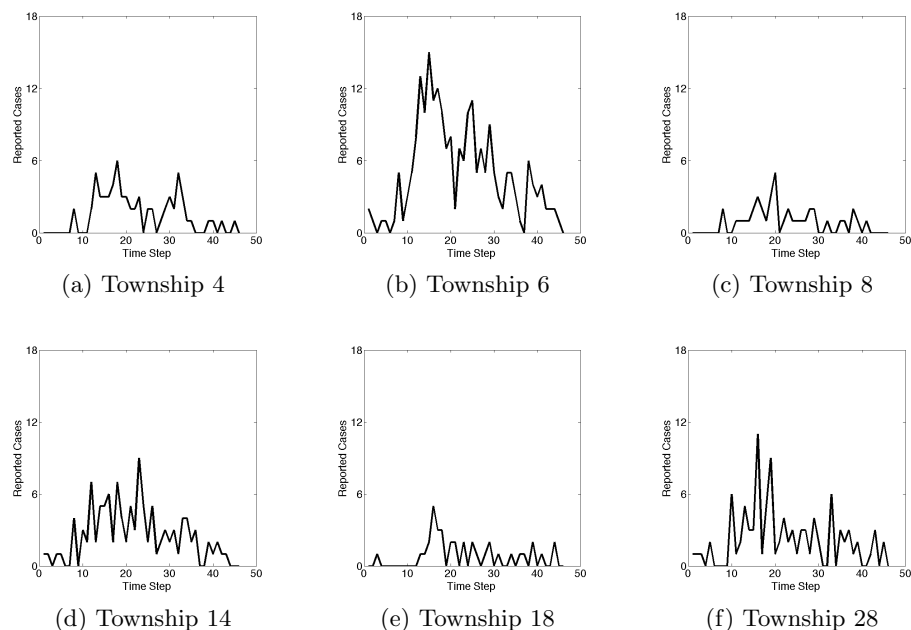 18
12
6
0
Reported Cases
0 10 20 30 40 50
Time Step
(a) Township 4
18
12
6
0
Reported Cases
0 10 20 30 40 50
Time Step
(b) Township 6
18
12
6
0
Reported Cases
0 10 20 30 40 50
Time Step
(c) Township 8
18
12
6
0
Reported Cases
0 10 20 30 40 50
Time Step
(d) Township 14
18
12
6
0
Reported Cases
0 10 20 30 40 50
Time Step
(e) Township 18
18
12
6
0
Reported Cases
0 10 20 30 40 50
Time Step
(f) Township 28